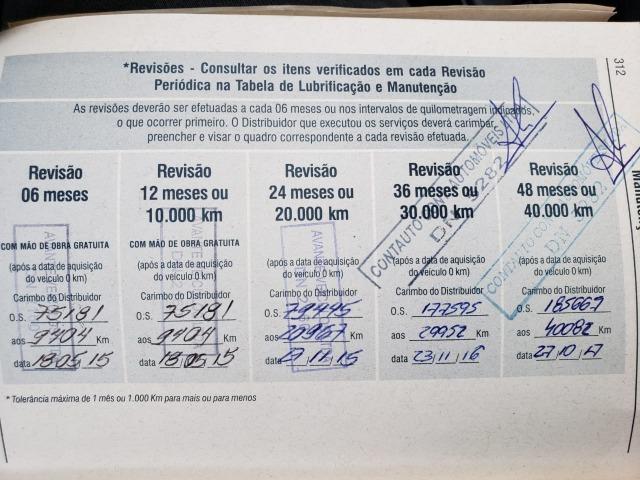 312
*Revisões - Consultar os itens verificados em cada Revisão
Periódica na Tabela de Lubrificação e Manutenção
As revisões deverão ser efetuadas a cada 06 meses ou nos intervalos de quilometragem indicados,
o que ocorrer primeiro. O Distribuidor que executou os serviços deverá carimbar,
preencher e visar o quadro correspondente a cada revisão efetuada.
Revisão
06 meses
COM MÃO DE OBRA GRATUITA
(após a data de aquisição
do veículo 0 km)
Carimbo do Distribuidor
O.S. 75181
aos 9404 Km
data 18 05 15
Revisão
12 meses ou
10.000 km
COM MÃO DE OBRA GRATUITA
(após a data de aquisição
do veículo 0 km)
Carimbo do Distribuidor
O.S. 75181
aos 9404 Km
data 18 05 15
Revisão
24 meses ou
20.000 km
(após a data de aquisição
do veículo 0 km)
Carimbo do Distribuidor
O.S. 79445
aos 20967 Km
data 17 11 15
Revisão
36 meses ou
30.000 km
(após a data de aquisição
do veículo 0 km)
Carimbo do Distribuidor
O.S. 177595
aos 29952 Km
data 23 11 16
CONTAUTO CONT. AUTOMÓVEIS
DN 3282
Revisão
48 meses ou
40.000 km
(após a data de aquisição
do veículo 0 km)
Carimbo do Distribuidor
O.S. 185667
aos 40082 Km
data 27 10 17
CONTAUTO
DN
* Tolerância máxima de 1 mês ou 1.000 Km para mais ou para menos